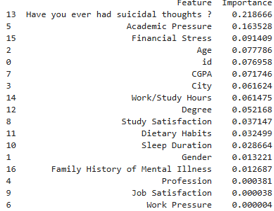 Feature Importance
13 Have you ever had suicidal thoughts ? 0.218666
5 Academic Pressure 0.163528
15 Financial Stress 0.091409
2 Age 0.077786
0 id 0.076958
7 CGPA 0.071746
3 City 0.061624
14 Work/Study Hours 0.061475
12 Degree 0.052168
8 Study Satisfaction 0.037147
11 Dietary Habits 0.032499
10 Sleep Duration 0.028664
1 Gender 0.013221
16 Family History of Mental Illness 0.012687
4 Profession 0.000381
9 Job Satisfaction 0.000038
6 Work Pressure 0.000004